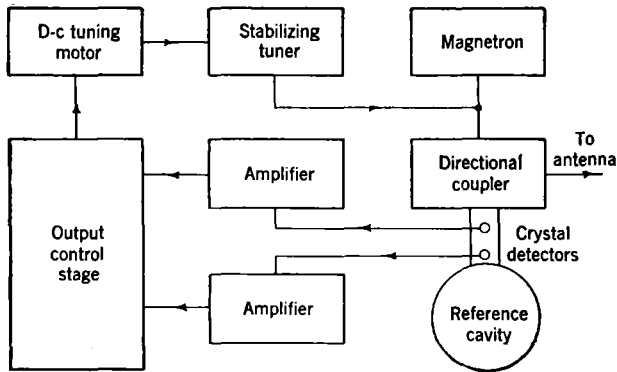 D-c tuning
motor
Stabilizing
tuner
Magnetron
To
antenna
Amplifier
Directional
coupler
Output
control
stage
Crystal
detectors
Amplifier
Reference
cavity